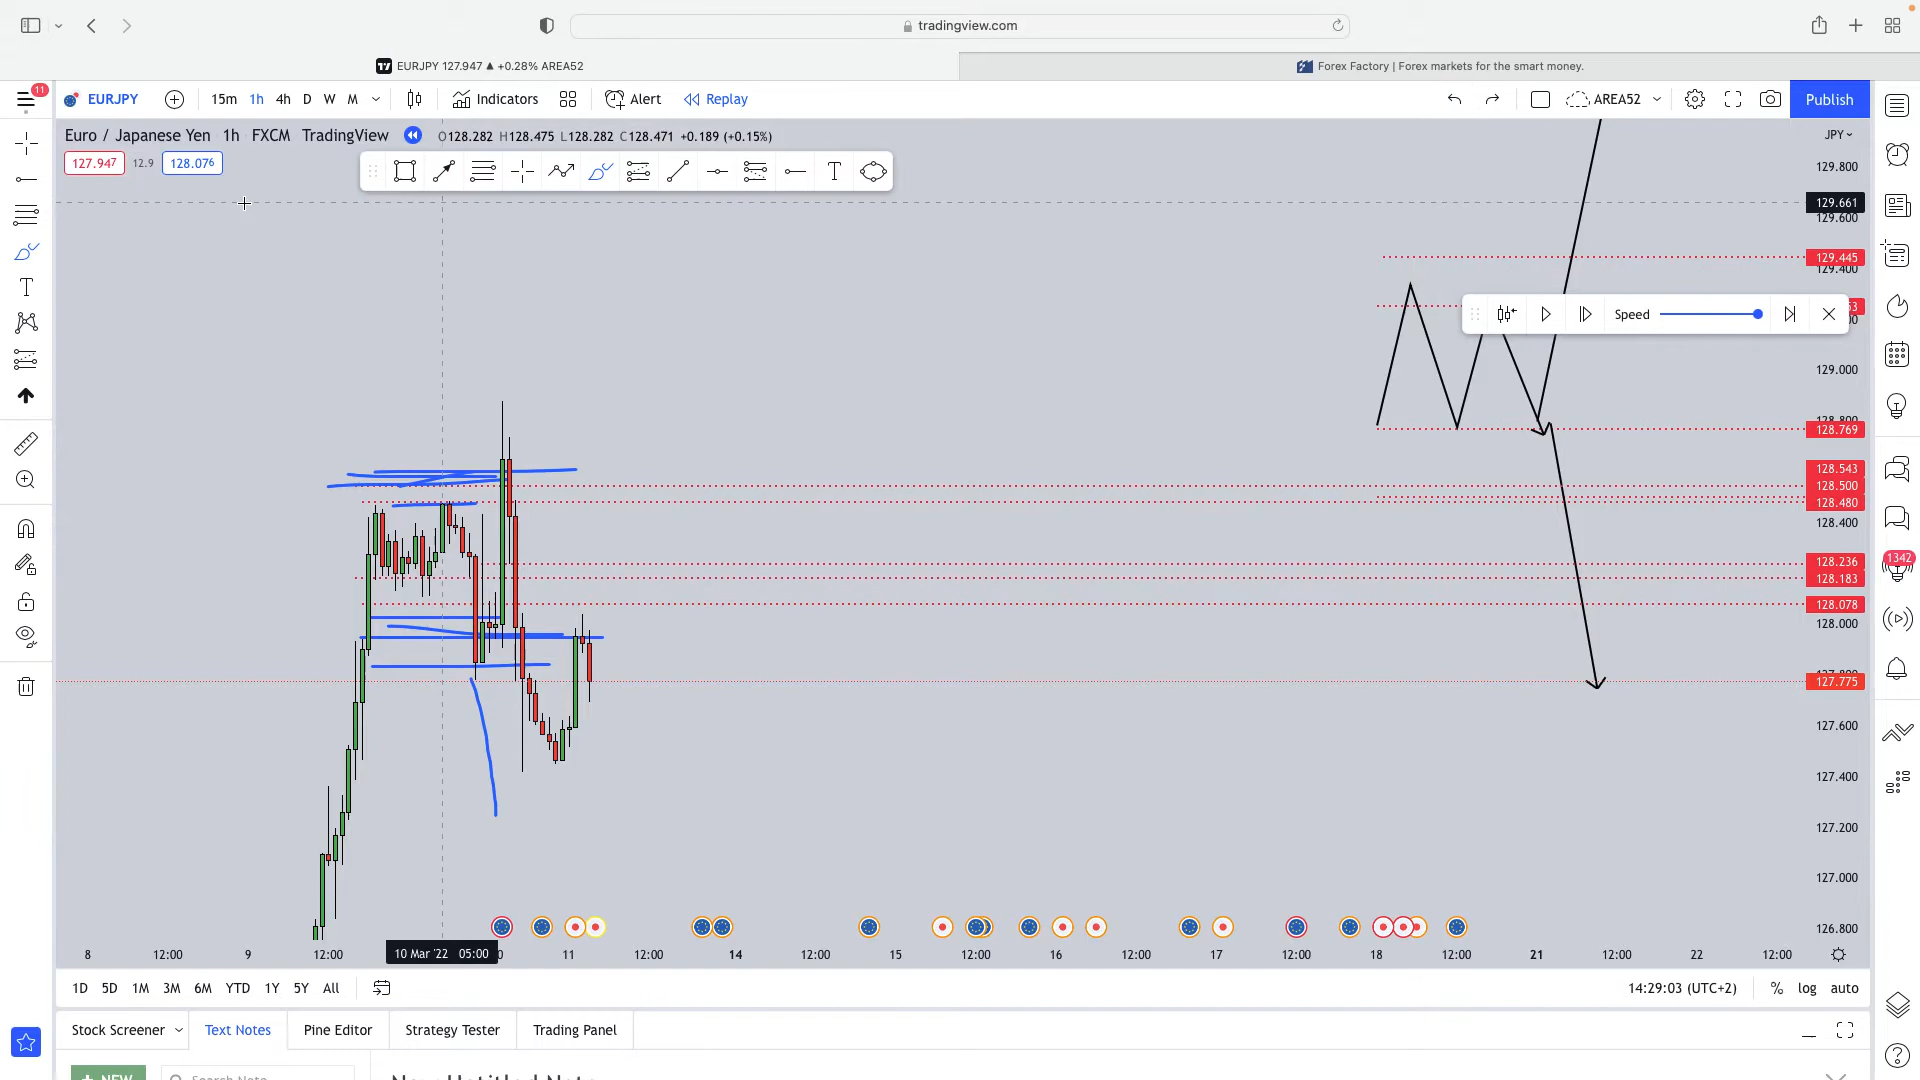 tradingview.com
EURJPY 127.947 ▲ +0.28% AREA52
Forex Factory | Forex markets for the smart money.
11
EURJPY 15m 1h 4h D W M Indicators Alert Replay AREA52 Publish
Euro / Japanese Yen 1h FXCM TradingView O128.282 H128.475 L128.282 C128.471 +0.189 (+0.15%)
JPY
127.947 12.9 128.076
129.800
129.661
129.600
129.445
129.400
Speed
129.000
128.800
128.769
128.543
128.500
128.480
128.400
128.236
128.183
1342
128.078
128.000
127.775
127.600
127.400
127.200
127.000
126.800
8 12:00 9 12:00 10 Mar '22 05:00 11 12:00 14 12:00 15 12:00 16 12:00 17 12:00 18 12:00 21 12:00 22 12:00
1D 5D 1M 3M 6M YTD 1Y 5Y All 14:29:03 (UTC+2) % log auto
Stock Screener Text Notes Pine Editor Strategy Tester Trading Panel
+ NEW Search Note New Untitled Note